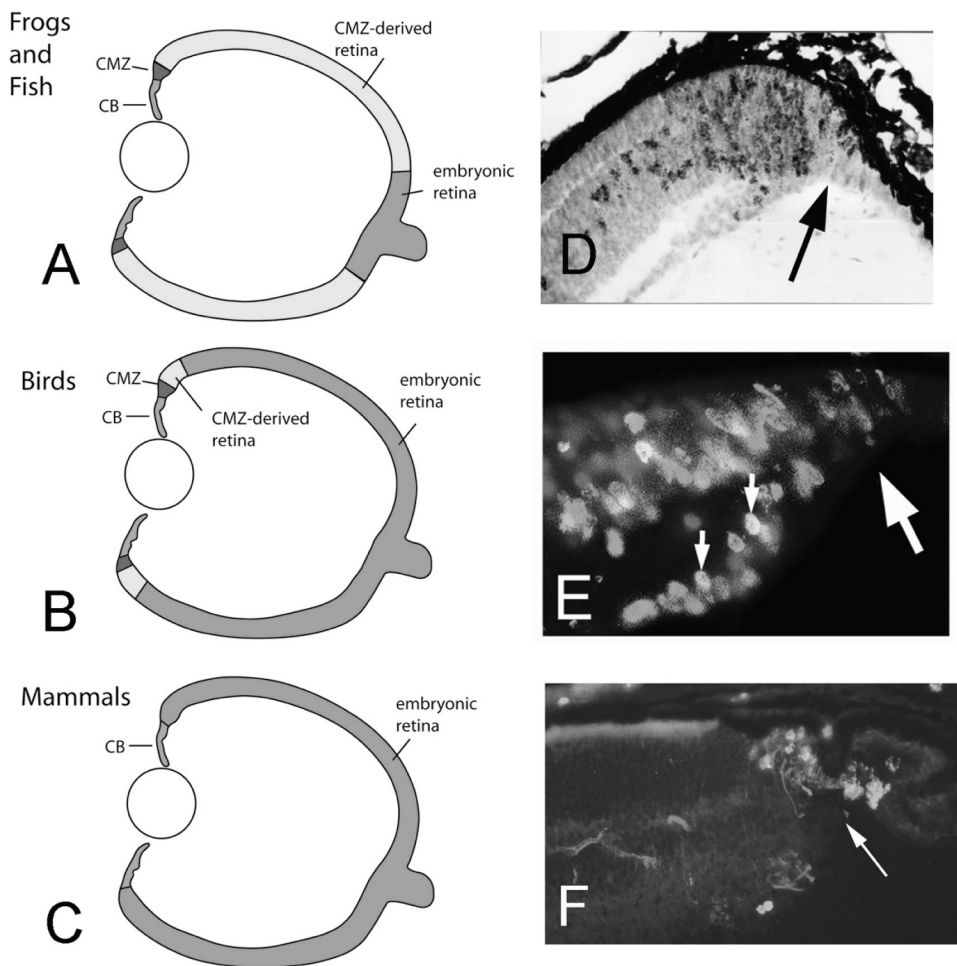 Frogs
and
Fish
CMZ
CB
CMZ-derived
retina
embryonic
retina
A
D
Birds
CMZ
CB
CMZ-derived
retina
embryonic
retina
B
E
Mammals
CB
embryonic
retina
C
F